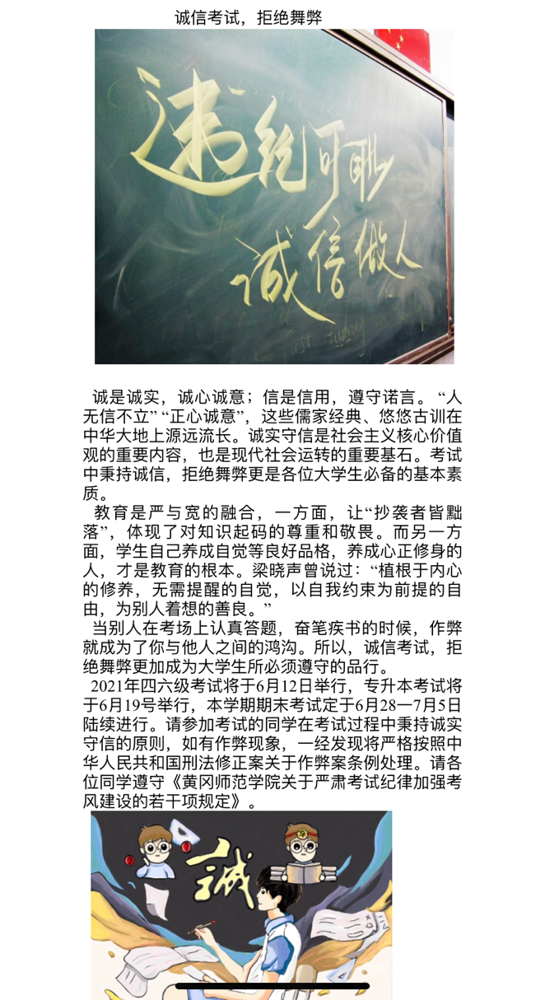 诚信考试，拒绝舞弊
违纪可耻
诚信做人
诚是诚实，诚心诚意；信是信用，遵守诺言。“人
无信不立”“正心诚意”，这些儒家经典、悠悠古训在
中华大地上源远流长。诚实守信是社会主义核心价值
观的重要内容，也是现代社会运转的重要基石。考试
中秉持诚信，拒绝舞弊更是各位大学生必备的基本素
质。
教育是严与宽的融合，一方面，让“抄袭者皆黜
落”，体现了对知识起码的尊重和敬畏。而另一方
面，学生自己养成自觉等良好品格，养成心正修身的
人，才是教育的根本。梁晓声曾说过：“植根于内心
的修养，无需提醒的自觉，以自我约束为前提的自
由，为别人着想的善良。”
当别人在考场上认真答题，奋笔疾书的时候，作弊
就成为了你与他人之间的鸿沟。所以，诚信考试，拒
绝舞弊更加成为大学生所必须遵守的品行。
2021年四六级考试将于6月12日举行，专升本考试将
于6月19号举行，本学期期末考试定于6月28—7月5日
陆续进行。请参加考试的同学在考试过程中秉持诚实
守信的原则，如有作弊现象，一经发现将严格按照中
华人民共和国刑法修正案关于作弊案条例处理。请各
位同学遵守《黄冈师范学院关于严肃考试纪律加强考
风建设的若干项规定》。
誠